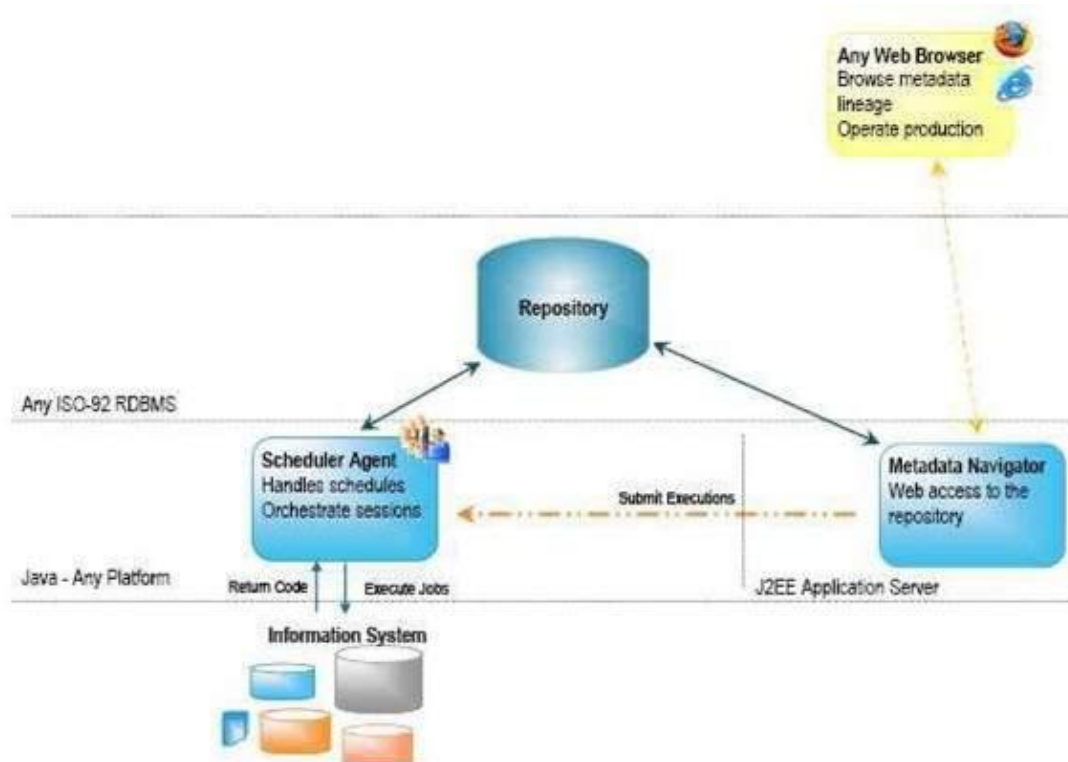 Any Web Browser
Browse metadata
lineage
Operate production
Repository
Any ISO-92 RDBMS
Scheduler Agent
Handles schedules
Orchestrate sessions
Submit Executions
Metadata Navigator
Web access to the
repository
Java - Any Platform
Return Code
Execute Jobs
J2EE Application Server
Information System